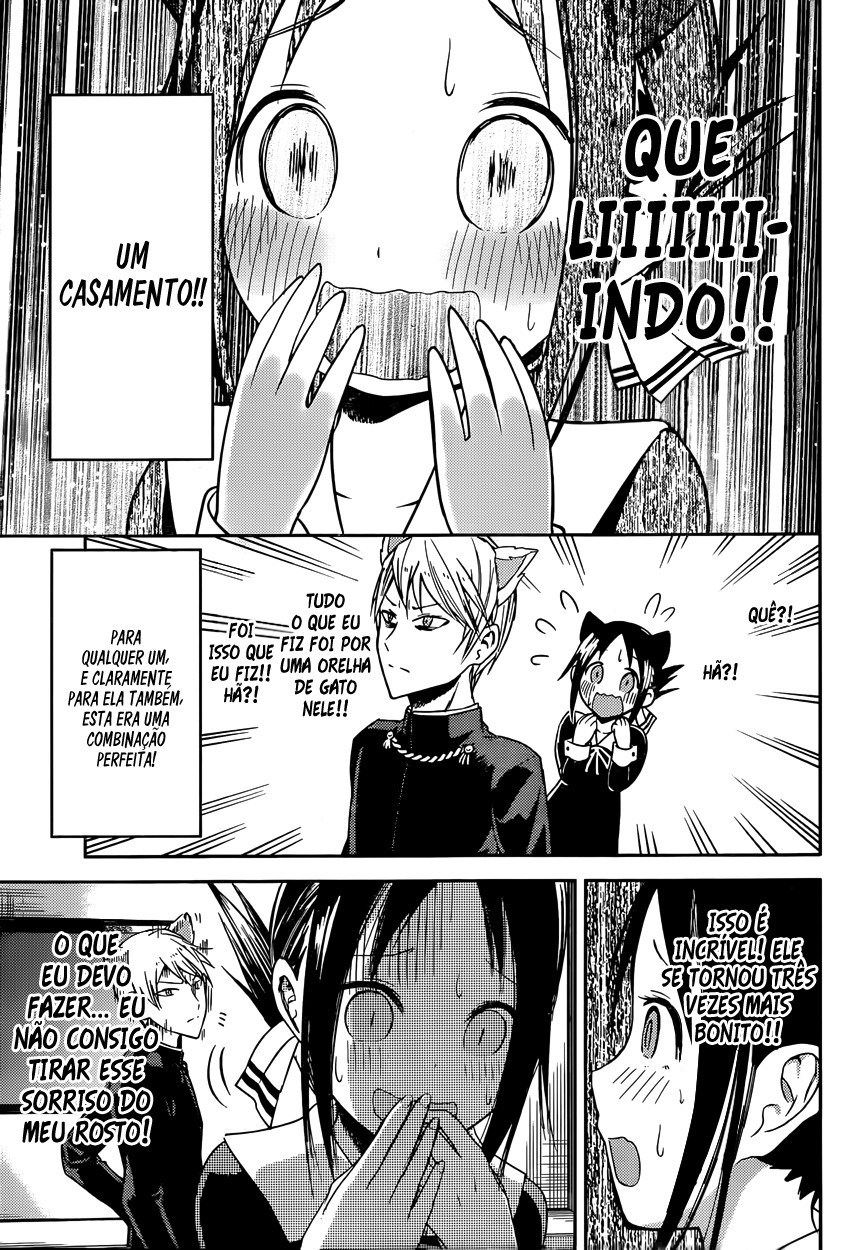 QUE
LIIIIIIII-
INDO!!
UM
CASAMENTO!!
QUÊ?!
HÃ?!
TUDO
O QUE EU
FIZ FOI POR
UMA ORELHA
DE GATO
NELE!!
FOI
ISSO QUE
EU FIZ!!
HÃ?!
PARA
QUALQUER UM,
E CLARAMENTE
PARA ELA TAMBÉM,
ESTA ERA UMA
COMBINAÇÃO
PERFEITA!
ISSO É
INCRÍVEL! ELE
SE TORNOU TRÊS
VEZES MAIS
BONITO!!
O QUE
EU DEVO
FAZER... EU
NÃO CONSIGO
TIRAR ESSE
SORRISO DO
MEU ROSTO!